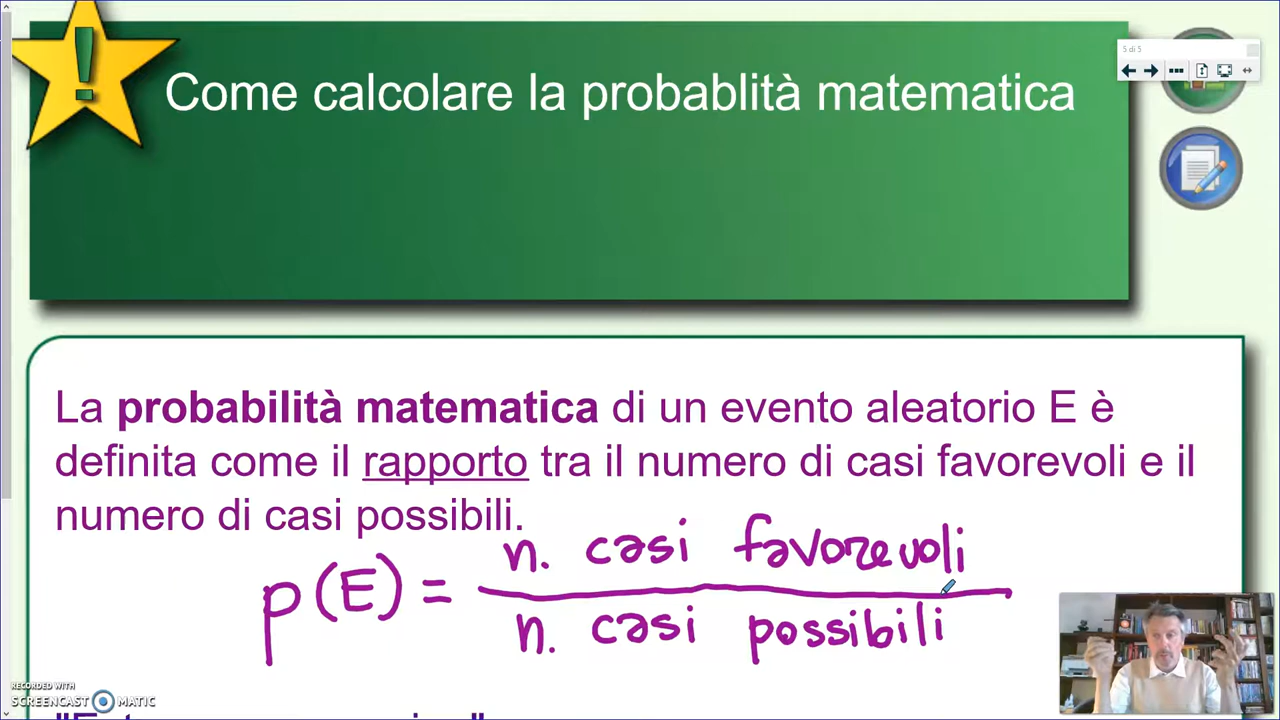 Come calcolare la probablità matematica
5 di 5
La probabilità matematica di un evento aleatorio E è
definita come il rapporto tra il numero di casi favorevoli e il
numero di casi possibili.
p(E) = n. casi favorevoli
n. casi possibili
RECORDED WITH
SCREENCAST MATIC